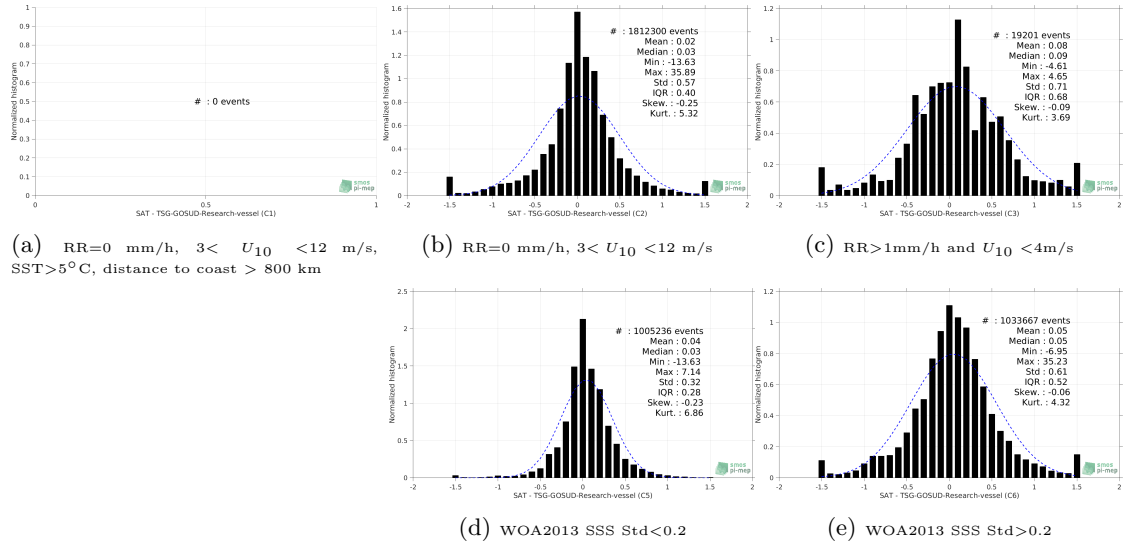 1
0.9
0.8
0.7
0.6
0.5
0.4
0.3
0.2
0.1
0
Normalized histogram
# : 0 events
smos
pi-mep
0 0.5 1
SAT - TSG-GOSUD-Research-vessel (C1)
(a) RR=0 mm/h, 3< U10 <12 m/s,
SST>5°C, distance to coast > 800 km
1.6
1.4
1.2
1
0.8
0.6
0.4
0.2
0
Normalized histogram
# : 1812300 events
Mean : 0.02
Median : 0.03
Min : -13.63
Max : 35.89
Std : 0.57
IQR : 0.40
Skew. : -0.25
Kurt. : 5.32
smos
pi-mep
-2 -1.5 -1 -0.5 0 0.5 1 1.5 2
SAT - TSG-GOSUD-Research-vessel (C2)
(b) RR=0 mm/h, 3< U10 <12 m/s
1.2
1
0.8
0.6
0.4
0.2
0
Normalized histogram
# : 19201 events
Mean : 0.08
Median : 0.09
Min : -4.61
Max : 4.65
Std : 0.71
IQR : 0.68
Skew. : -0.09
Kurt. : 3.69
smos
pi-mep
-2 -1.5 -1 -0.5 0 0.5 1 1.5 2
SAT - TSG-GOSUD-Research-vessel (C3)
(c) RR>1mm/h and U10 <4m/s
2.5
2
1.5
1
0.5
0
Normalized histogram
# : 1005236 events
Mean : 0.04
Median : 0.03
Min : -13.63
Max : 7.14
Std : 0.32
IQR : 0.28
Skew. : -0.23
Kurt. : 6.86
smos
pi-mep
-2 -1.5 -1 -0.5 0 0.5 1 1.5 2
SAT - TSG-GOSUD-Research-vessel (C5)
(d) WOA2013 SSS Std<0.2
1.2
1
0.8
0.6
0.4
0.2
0
Normalized histogram
# : 1033667 events
Mean : 0.05
Median : 0.05
Min : -6.95
Max : 35.23
Std : 0.61
IQR : 0.52
Skew. : -0.06
Kurt. : 4.32
smos
pi-mep
-2 -1.5 -1 -0.5 0 0.5 1 1.5 2
SAT - TSG-GOSUD-Research-vessel (C6)
(e) WOA2013 SSS Std>0.2